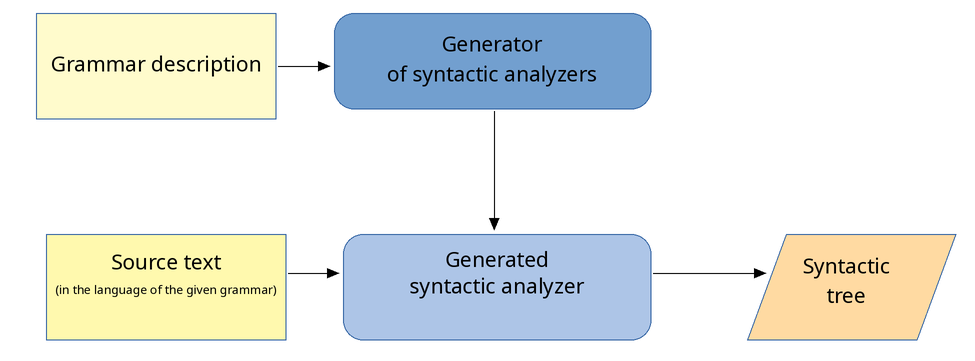 Grammar description
Generator
of syntactic analyzers
Source text
(in the language of the given grammar)
Generated
syntactic analyzer
Syntactic
tree